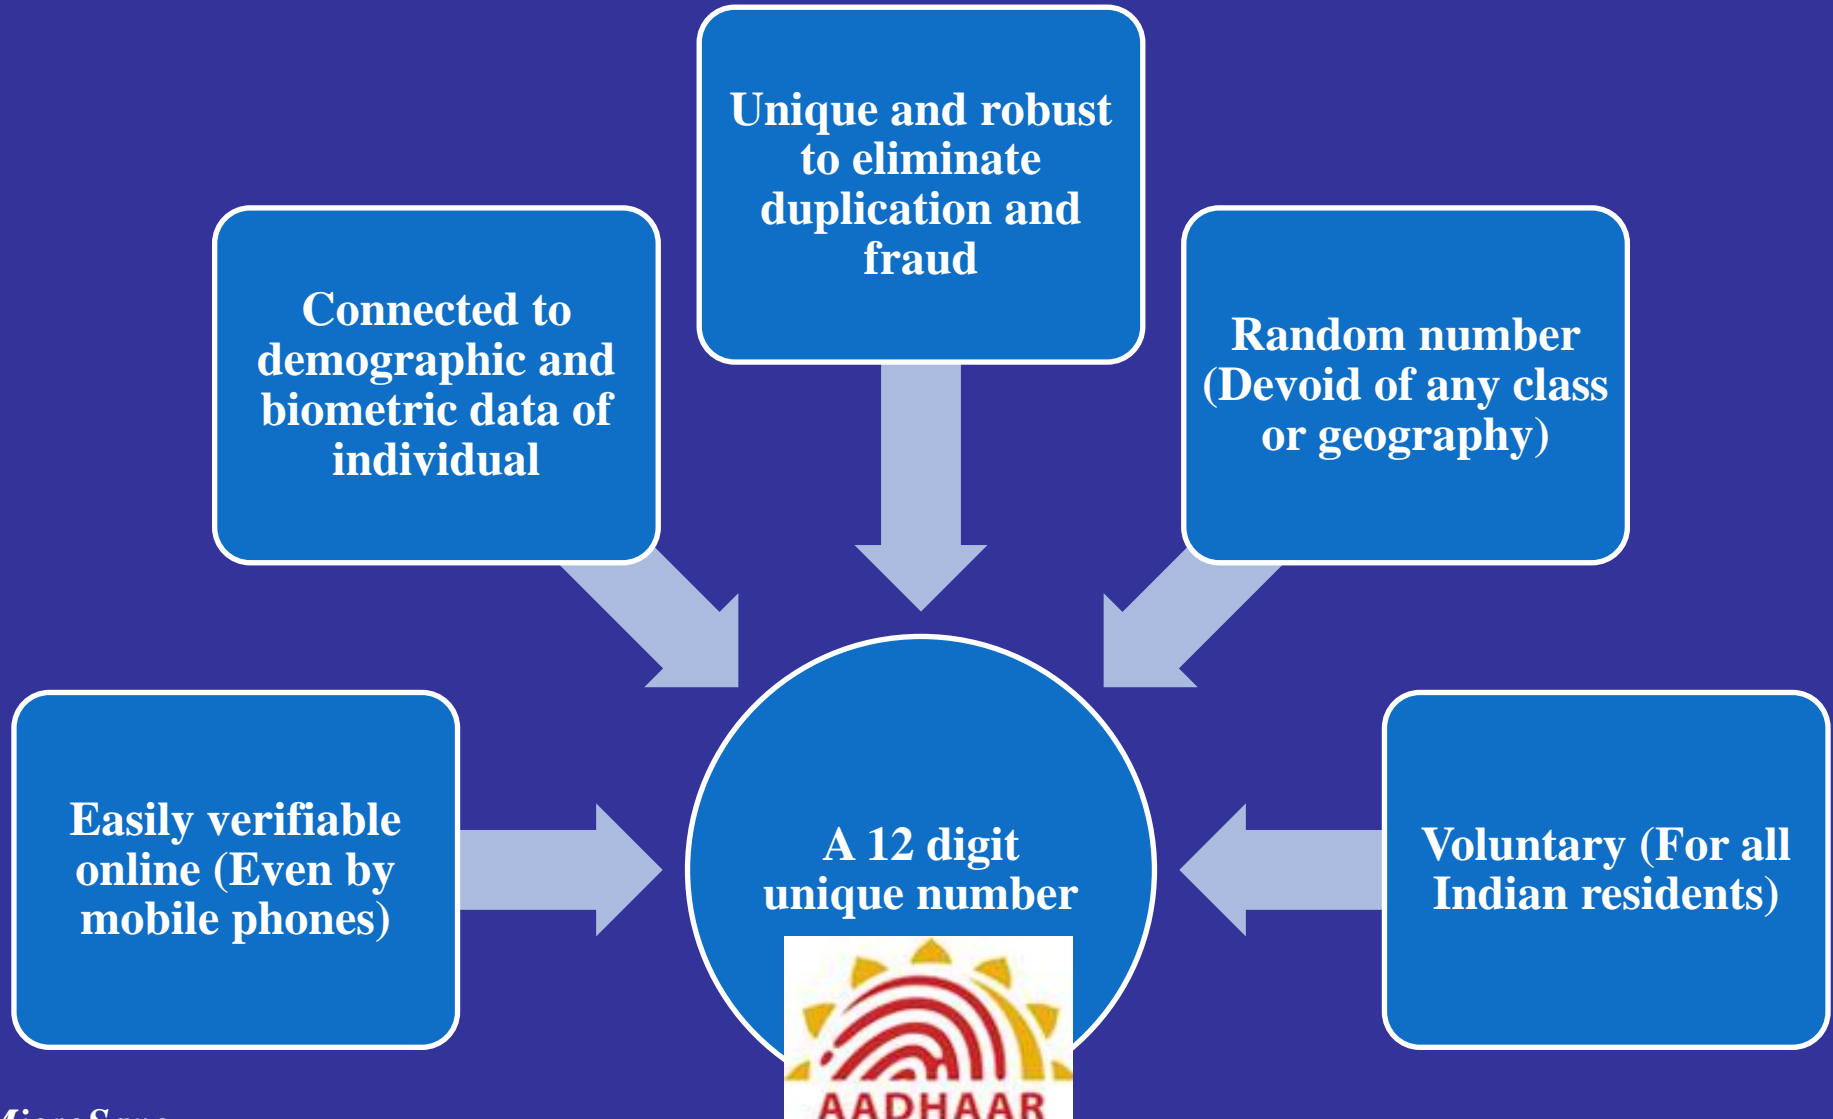 Unique and robust
to eliminate
duplication and
fraud
Connected to
demographic and
biometric data of
individual
Random number
(Devoid of any class
or geography)
Easily verifiable
online (Even by
mobile phones)
A 12 digit
unique number
Voluntary (For all
Indian residents)
AADHAAR